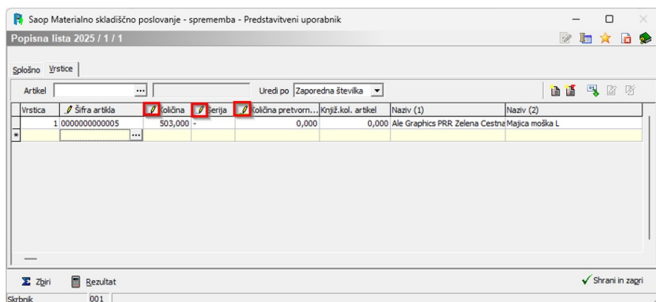 Saop Materialno skladiščno poslovanje - sprememba - Predstavitveni uporabnik
Popisna lista 2025 / 1 / 1
Splošno Vrstice
Artikel ... Uredi po Zaporedna številka
Vrstica Šifra artikla Količina Serija Količina pretvorn... Knjiž.kol. artikel Naziv (1) Naziv (2)
1 0000000000005 503,000 - 0,000 0,000 Ale Graphics PRR Zelena Cestna Majica moška L
* ...
Zbiri Rezultat Shrani in zapri
Skrbnik 001